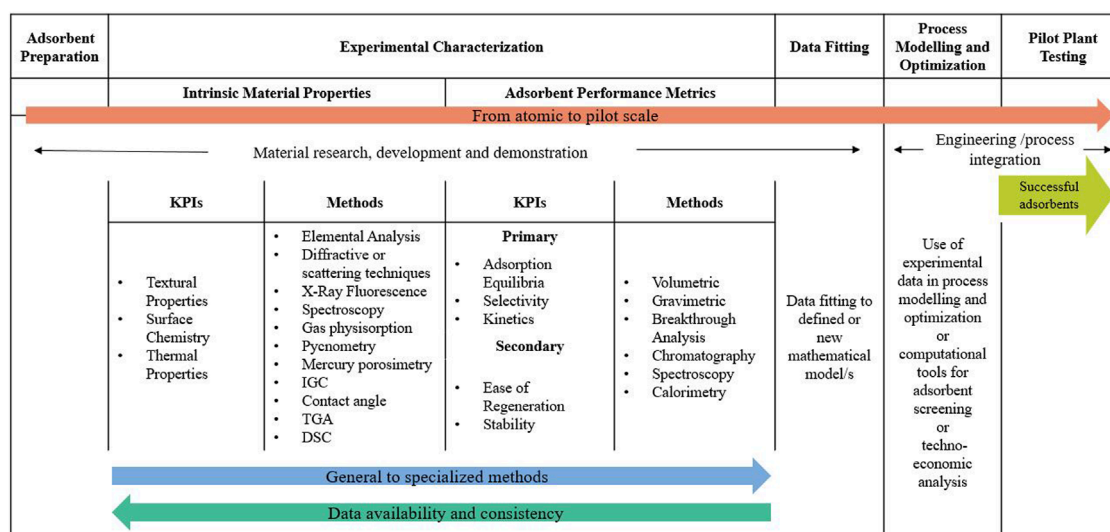 Adsorbent
Preparation
Experimental Characterization
Data Fitting
Process
Modelling and
Optimization
Pilot Plant
Testing
Intrinsic Material Properties
Adsorbent Performance Metrics
From atomic to pilot scale
Material research, development and demonstration
Engineering /process
integration
Successful
adsorbents
KPIs
Methods
KPIs
Methods
• Textural
Properties
• Surface
Chemistry
• Thermal
Properties
• Elemental Analysis
• Diffractive or
scattering techniques
• X-Ray Fluorescence
• Spectroscopy
• Gas physisorption
• Pycnometry
• Mercury porosimetry
• IGC
• Contact angle
• TGA
• DSC
Primary
• Adsorption
Equilibria
• Selectivity
• Kinetics
Secondary
• Ease of
Regeneration
• Stability
• Volumetric
• Gravimetric
• Breakthrough
Analysis
• Chromatography
• Spectroscopy
• Calorimetry
Data fitting to
defined or
new
mathematical
model/s
Use of
experimental
data in process
modelling and
optimization
or
computational
tools for
adsorbent
screening
or
techno-
economic
analysis
General to specialized methods
Data availability and consistency